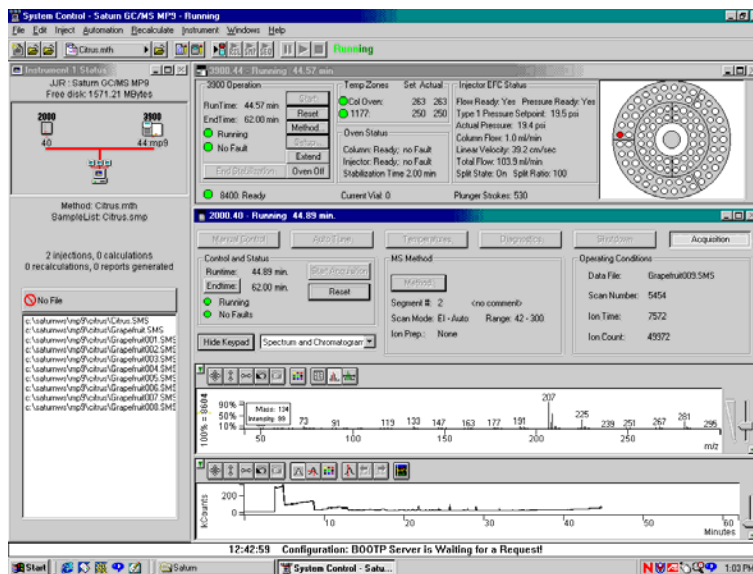 System Control - Saturn GC/MS MP9 - Running
File Edit Inject Automation Recalculate Instrument Windows Help
Citrus.mth
Running
Instrument 1 Status
JJR : Saturn GC/MS MP9
Free disk: 1571.21 MBytes
2000
3900
40
44:mp9
Method: Citrus.mth
SampleList: Citrus.smp
2 injections, 0 calculations
0 recalculations, 0 reports generated
No File
c:\saturnws\mp9\citrus\Citrus.SMS
c:\saturnws\mp9\citrus\Grapefruit.SMS
c:\saturnws\mp9\citrus\Grapefruit001.SMS
c:\saturnws\mp9\citrus\Grapefruit002.SMS
c:\saturnws\mp9\citrus\Grapefruit003.SMS
c:\saturnws\mp9\citrus\Grapefruit004.SMS
c:\saturnws\mp9\citrus\Grapefruit005.SMS
c:\saturnws\mp9\citrus\Grapefruit006.SMS
c:\saturnws\mp9\citrus\Grapefruit007.SMS
c:\saturnws\mp9\citrus\Grapefruit008.SMS
3900.44 - Running 44.57 min
3900 Operation
RunTime: 44.57 min
EndTime: 62.00 min
Running
No Fault
Start
Reset
Method...
Setup...
Extend
End Stabilization
Oven Off
Temp Zones Set Actual
Col Oven: 263 263
1177: 250 250
Oven Status
Column: Ready; no Fault
Injector: Ready; no Fault
Stabilization Time 2.00 min
Injector EFC Status
Flow Ready: Yes Pressure Ready: Yes
Type 1 Pressure Setpoint: 19.5 psi
Actual Pressure: 19.4 psi
Column Flow: 1.0 ml/min
Linear Velocity: 39.2 cm/sec
Total Flow: 103.9 ml/min
Split State: On Split Ratio: 100
8400: Ready Current Vial: 0 Plunger Strokes: 530
2000.40 - Running 44.89 min.
Manual Control Auto Tune Temperatures Diagnostics Shutdown Acquisition
Control and Status
Runtime: 44.89 min.
Endtime: 62.00 min.
Running
No Faults
Start Acquisition
Reset
Hide Keypad
Spectrum and Chromatogram
MS Method
Method...
Segment #: 2 <no comment>
Scan Mode: EI - Auto Range: 42 - 300
Ion Prep.: None
Operating Conditions
Data File: Grapefruit009.SMS
Scan Number: 5454
Ion Time: 7572
Ion Count: 49972
100% = 8604
90%
50%
10%
Mass: 134
Intensity: 99
73 91 119 133 147 163 177 191 207 225 239 251 267 281 295
50 100 150 200 250
m/z
kCounts
200
0
10 20 30 40 50 60
Minutes
12:42:59 Configuration: BOOTP Server is Waiting for a Request!
Start
Saturn
System Control - Satu...
1:03 PM